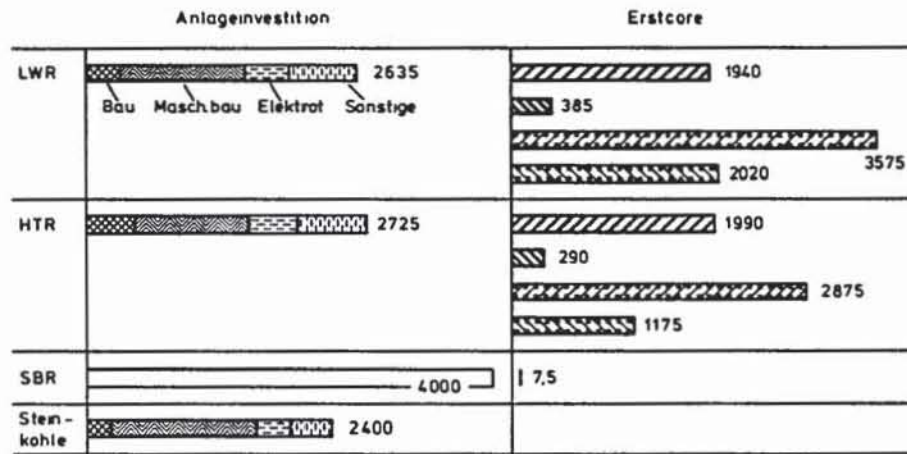 Anlageinvestition Erstcore
LWR 2635 1940
Bau Masch.bau Elektrot Sonstige 385
3575
2020
HTR 2725 1990
290
2875
1175
SBR 4000 7,5
Stein-
kohle 2400